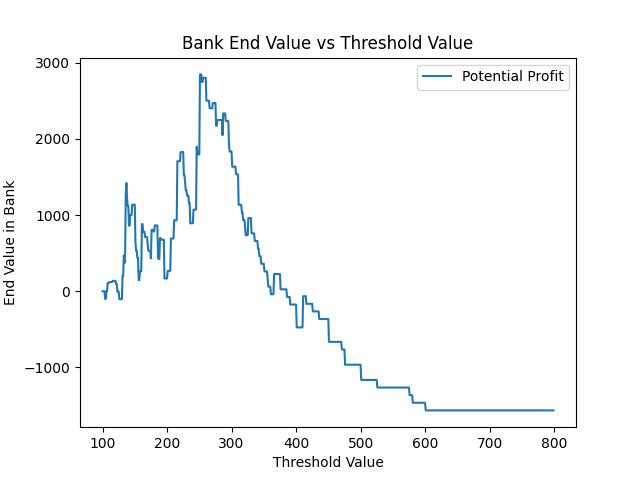 Bank End Value vs Threshold Value
Potential Profit
End Value in Bank
3000
2000
1000
0
−1000
100 200 300 400 500 600 700 800
Threshold Value